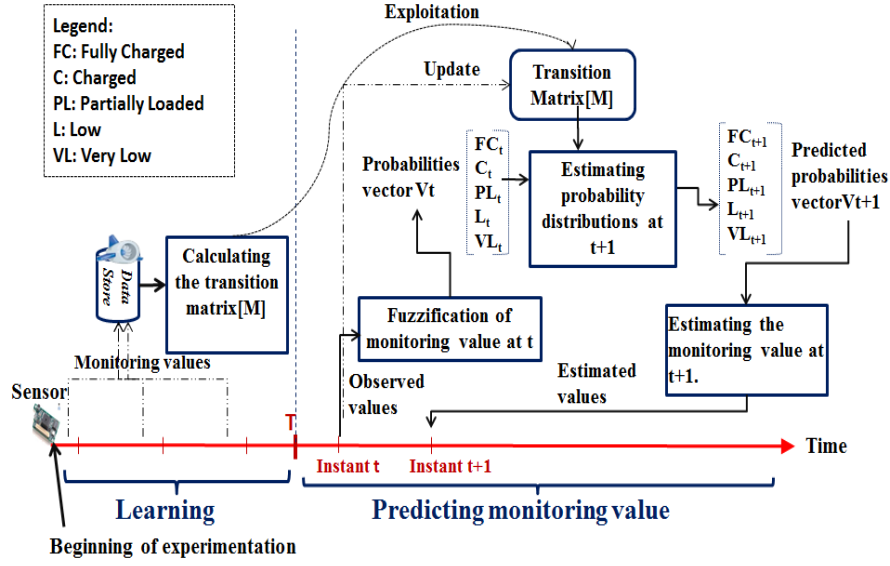 Legend:
FC: Fully Charged
C: Charged
PL: Partially Loaded
L: Low
VL: Very Low
Exploitation
Update
Transition
Matrix[M]
Probabilities
vector Vt
FCt
Ct
PLt
Lt
VLt
Estimating
probability
distributions at
t+1
FCt+1
Ct+1
PLt+1
Lt+1
VLt+1
Predicted
probabilities
vectorVt+1
Data
Store
Calculating
the transition
matrix[M]
Fuzzification of
monitoring value at t
Estimating the
monitoring value at
t+1.
Monitoring values
Sensor
Observed
values
Estimated
values
T
Time
Instant t
Instant t+1
Learning
Predicting monitoring value
Beginning of experimentation